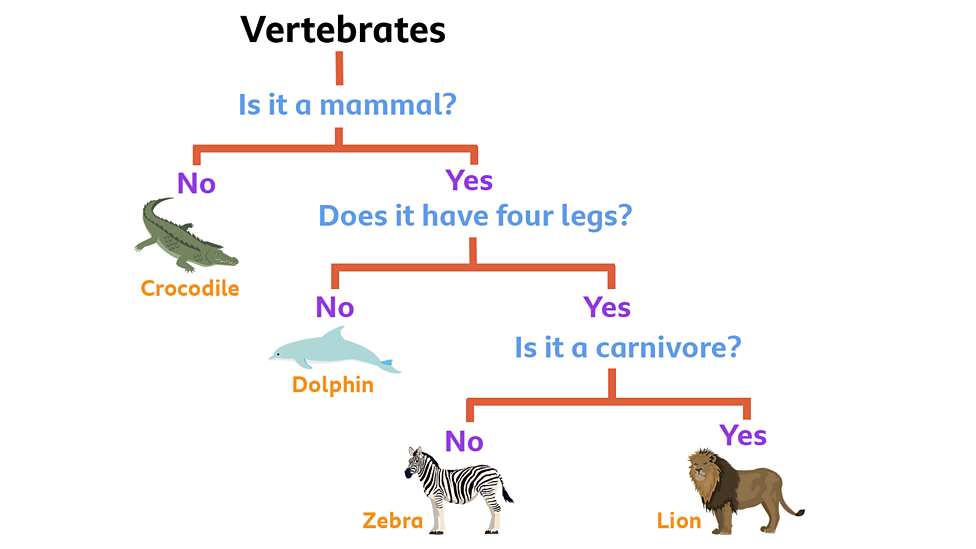 Vertebrates
Is it a mammal?
No
Yes
Does it have four legs?
Crocodile
No
Yes
Is it a carnivore?
Dolphin
No
Yes
Zebra
Lion